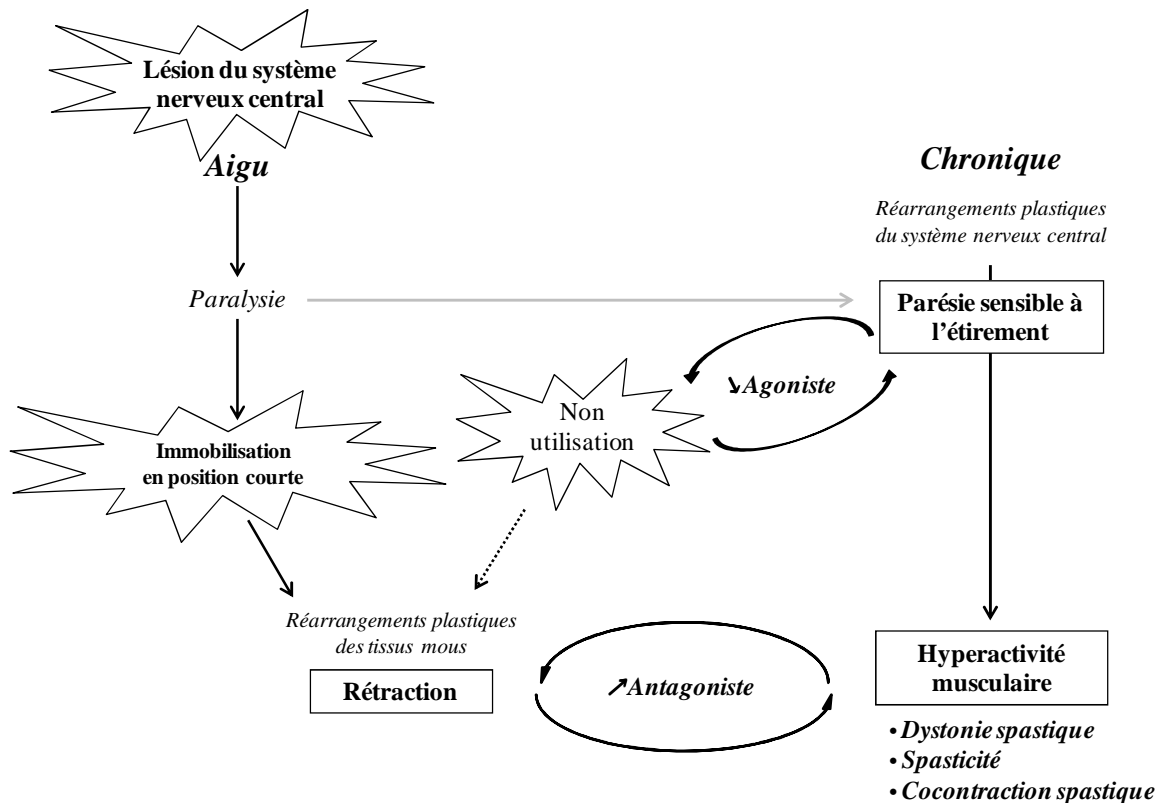 Lésion du système
nerveux central
Aigu
Chronique
Réarrangements plastiques
du système nerveux central
Paralysie
Parésie sensible à
l’étirement
↘Agoniste
Non
utilisation
Immobilisation
en position courte
Réarrangements plastiques
des tissus mous
Rétraction
↗Antagoniste
Hyperactivité
musculaire
• Dystonie spastique
• Spasticité
• Cocontraction spastique